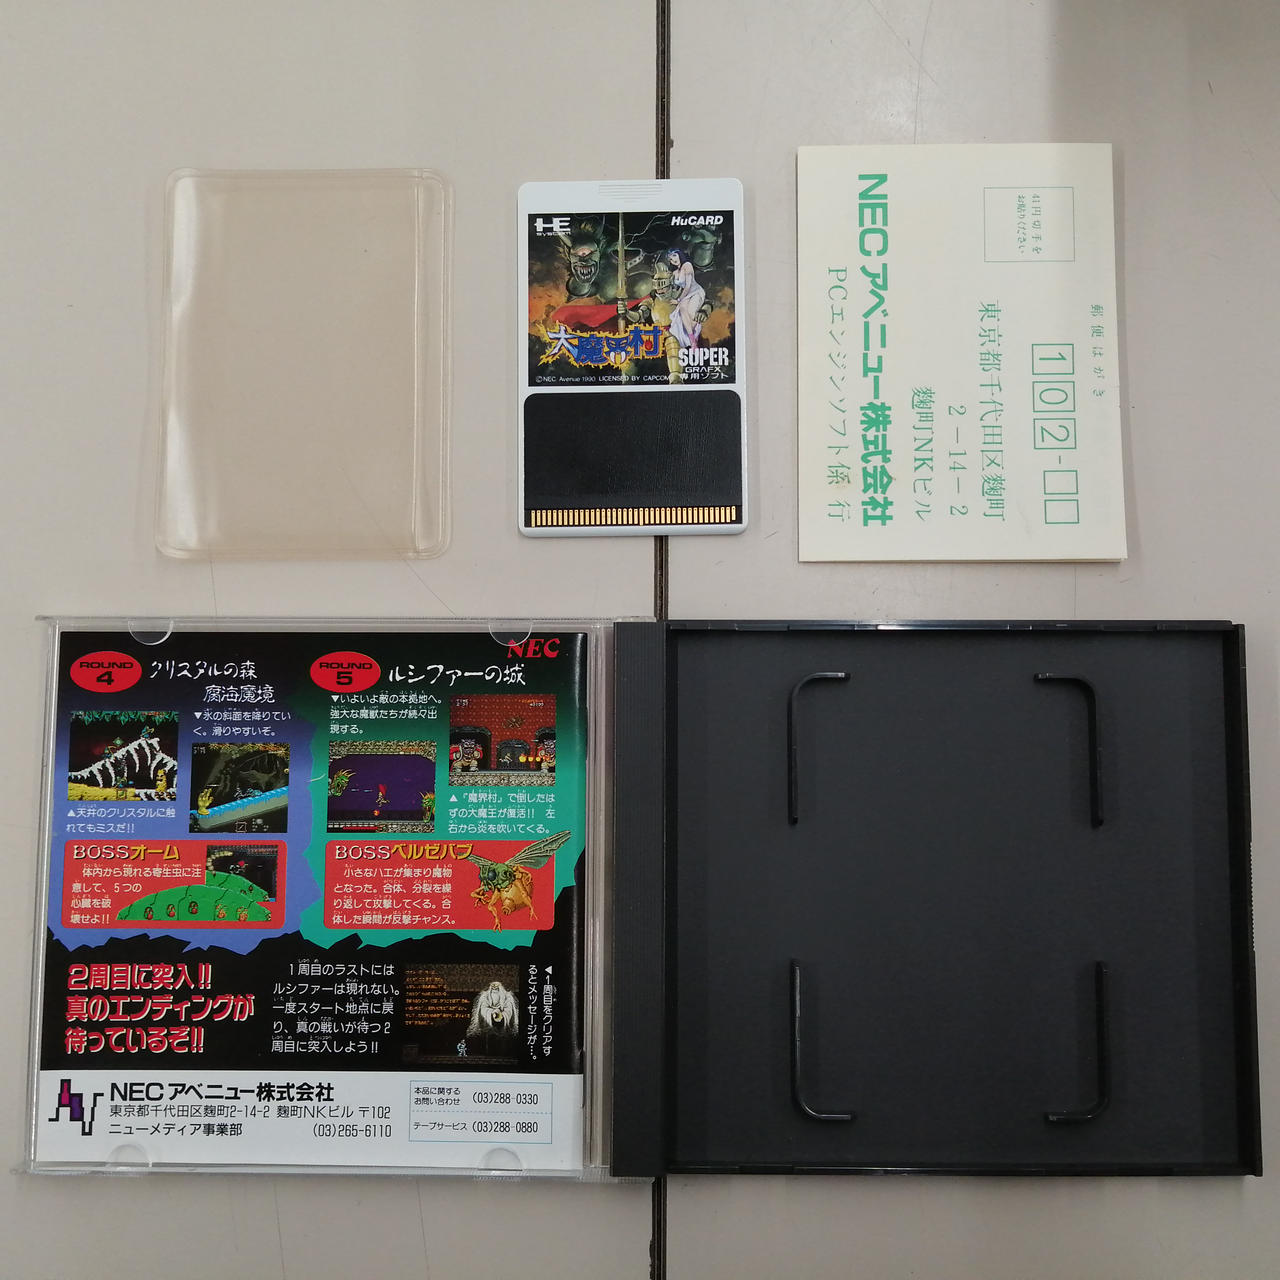 HE
system
HuCARD
大魔界村
SUPER
GRAFX
専用ソフト
©NEC Avenue 1990 LICENSED BY CAPCOM
41円切手を
お貼りください
郵便はがき
102-
東京都千代田区麴町
2-14-2
麴町NKビル
NECアベニュー株式会社
PCエンジンソフト係 行
NEC
ROUND
4
クリスタルの森
腐海魔境
▼氷の斜面を降りてい
く。滑りやすいぞ。
▲天井のクリスタルに触
れてもミスだ!!
BOSSオーム
体内から現れる寄生虫に注
意して、5つの
心臓を破
壊せよ!!
ROUND
5
ルシファーの城
▼いよいよ敵の本拠地へ。
強大な魔獣たちが続々出
現する。
▲『魔界村』で倒したは
ずの大魔王が復活!! 左
右から炎を吹いてくる。
BOSSベルゼバブ
小さなハエが集まり魔物
となった。合体、分裂を繰
り返して攻撃してくる。合
体した瞬間が反撃チャンス。
2周目に突入!!
真のエンディングが
待っているぞ!!
1周目のラストには
ルシファーは現れない。
一度スタート地点に戻
り、真の戦いが待つ2
周目に突入しよう!!
▼1周目をクリアす
るとメッセージが…。
NECアベニュー株式会社
東京都千代田区麴町2-14-2 麴町NKビル 〒102
ニューメディア事業部 (03)265-6110
本品に関する
お問い合わせ (03)288-0330
テープサービス (03)288-0880